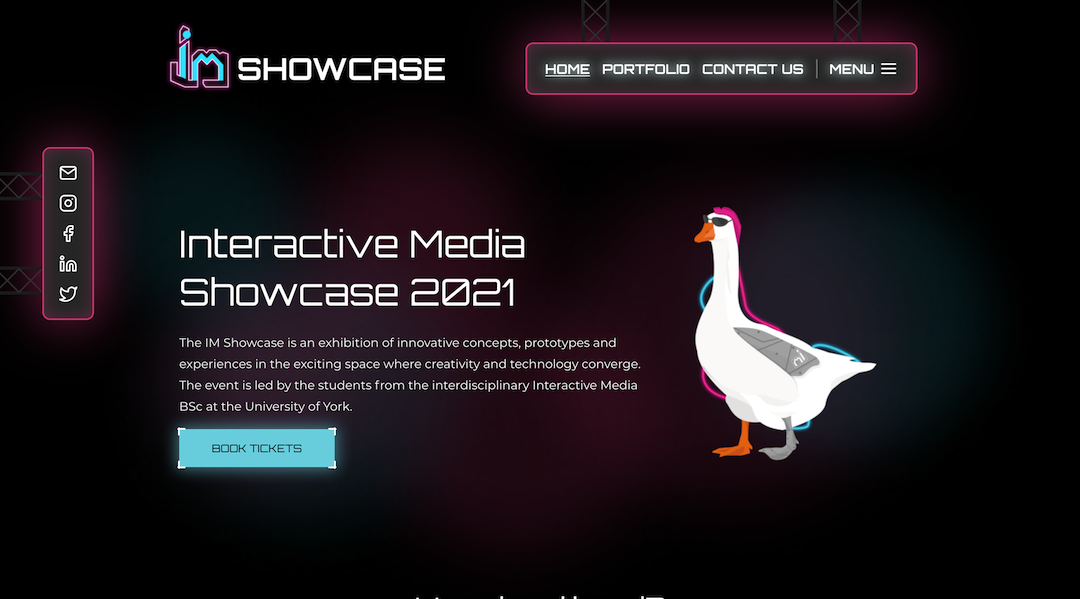 im SHOWCASE
HOME PORTFOLIO CONTACT US MENU
Interactive Media
Showcase 2021
The IM Showcase is an exhibition of innovative concepts, prototypes and
experiences in the exciting space where creativity and technology converge.
The event is led by the students from the interdisciplinary Interactive Media
BSc at the University of York.
BOOK TICKETS